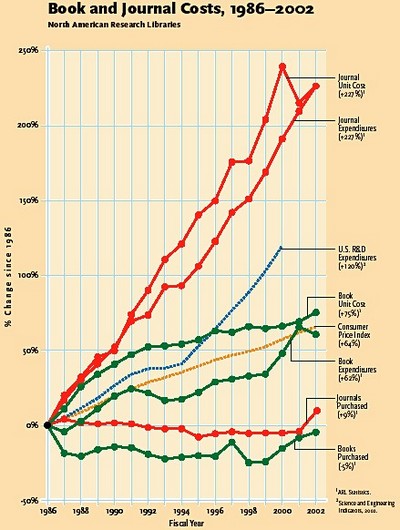 Book and Journal Costs, 1986—2002
North American Research Libraries
250%
200%
150%
100%
50%
0%
-50%
% Change since 1986
Journal
Unit Cost
(+227%)¹
Journal
Expenditures
(+227%)¹
U.S. R&D
Expenditures
(+120%)²
Book
Unit Cost
(+75%)¹
Consumer
Price Index
(+64%)
Book
Expenditures
(+62%)¹
Journals
Purchased
(+9%)¹
Books
Purchased
(-5%)¹
1986 1988 1990 1992 1994 1996 1998 2000 2002
Fiscal Year
¹ARL Statistics.
²Science and Engineering
Indicators, 2002.